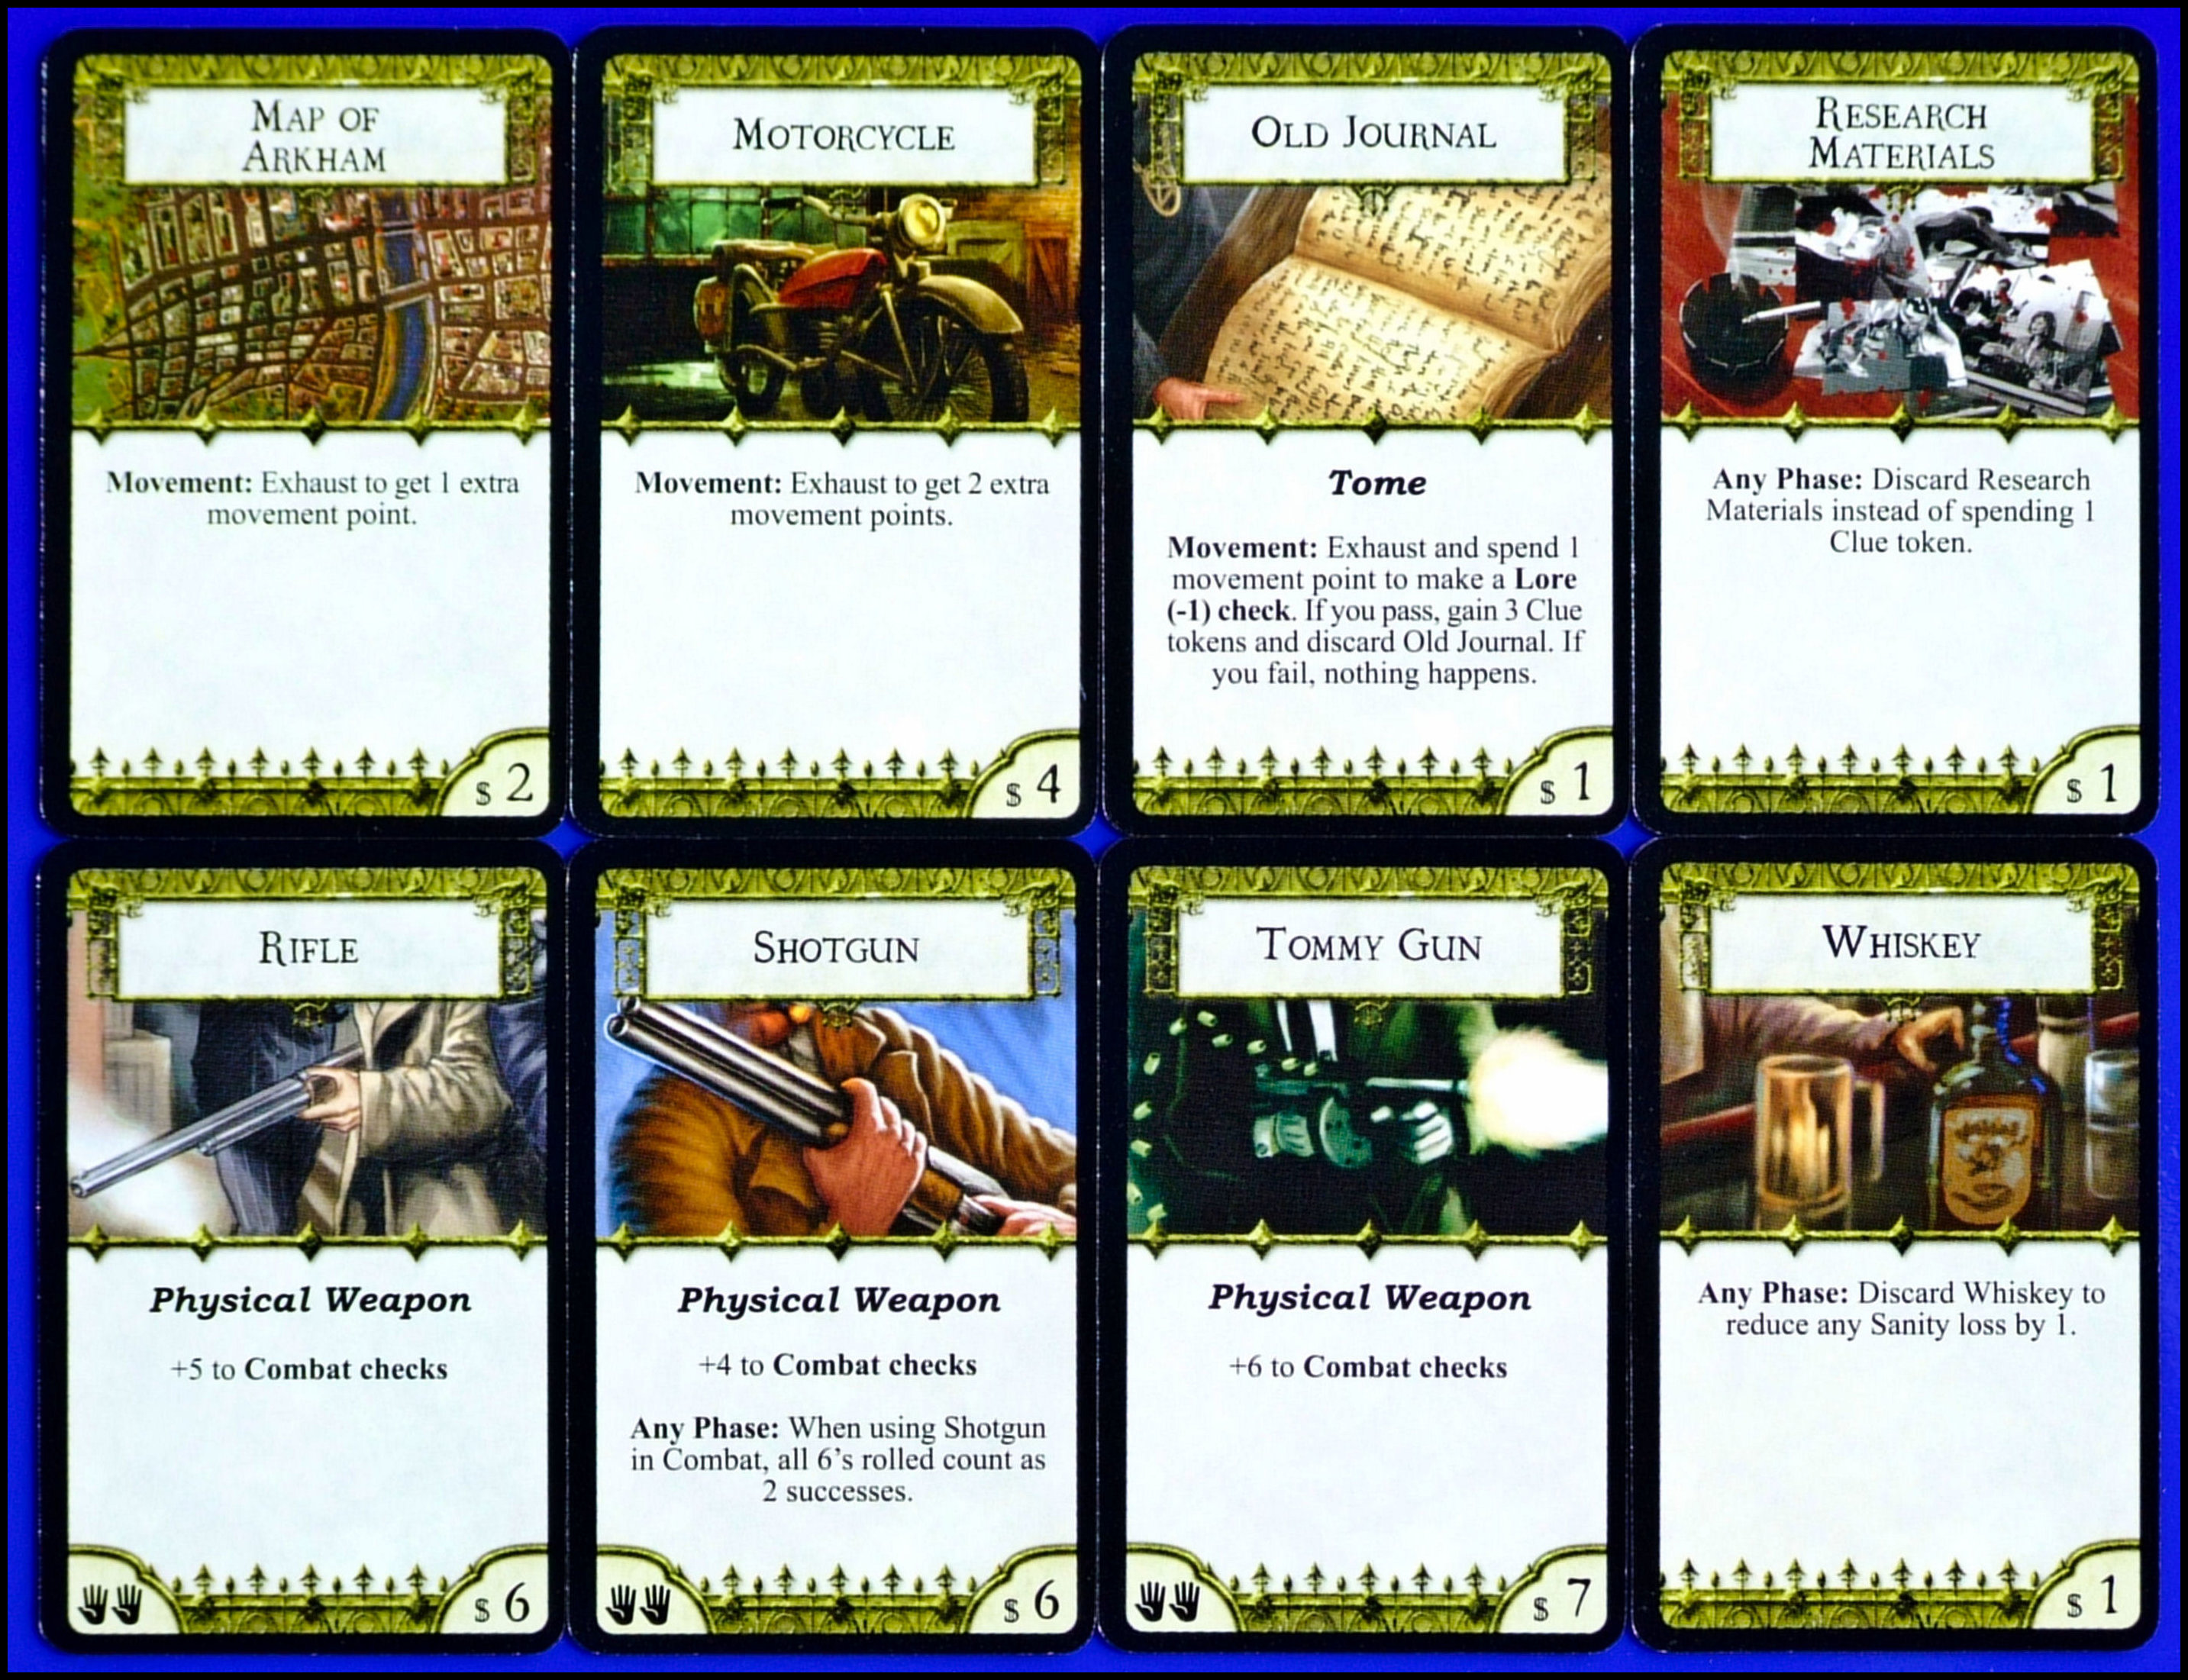 MAP OF
ARKHAM
Movement: Exhaust to get 1 extra
movement point.
$ 2
MOTORCYCLE
Movement: Exhaust to get 2 extra
movement points.
$ 4
OLD JOURNAL
Tome
Movement: Exhaust and spend 1
movement point to make a Lore
(-1) check. If you pass, gain 3 Clue
tokens and discard Old Journal. If
you fail, nothing happens.
$ 1
RESEARCH
MATERIALS
Any Phase: Discard Research
Materials instead of spending 1
Clue token.
$ 1
RIFLE
Physical Weapon
+5 to Combat checks
$ 6
SHOTGUN
Physical Weapon
+4 to Combat checks
Any Phase: When using Shotgun
in Combat, all 6’s rolled count as
2 successes.
$ 6
TOMMY GUN
Physical Weapon
+6 to Combat checks
$ 7
WHISKEY
Any Phase: Discard Whiskey to
reduce any Sanity loss by 1.
$ 1